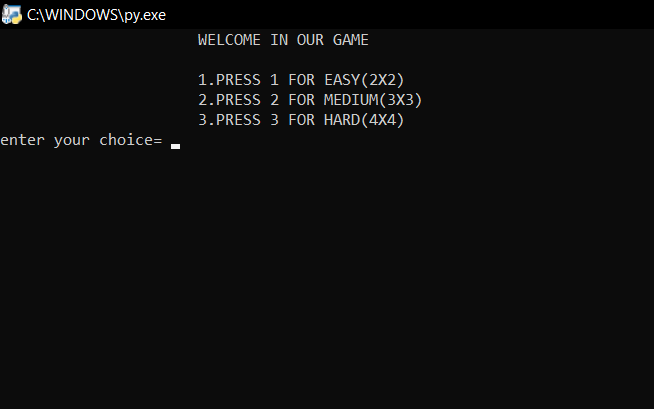 C:\WINDOWS\py.exe
WELCOME IN OUR GAME
1.PRESS 1 FOR EASY(2X2)
2.PRESS 2 FOR MEDIUM(3X3)
3.PRESS 3 FOR HARD(4X4)
enter your choice=